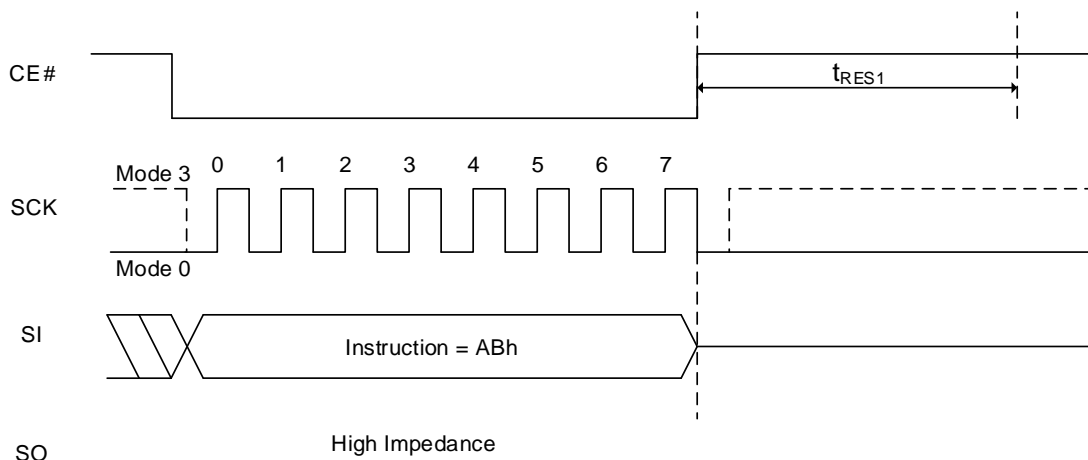 CE#
tRES1
Mode 3
0 1 2 3 4 5 6 7
SCK
Mode 0
SI
Instruction = ABh
High Impedance
SO